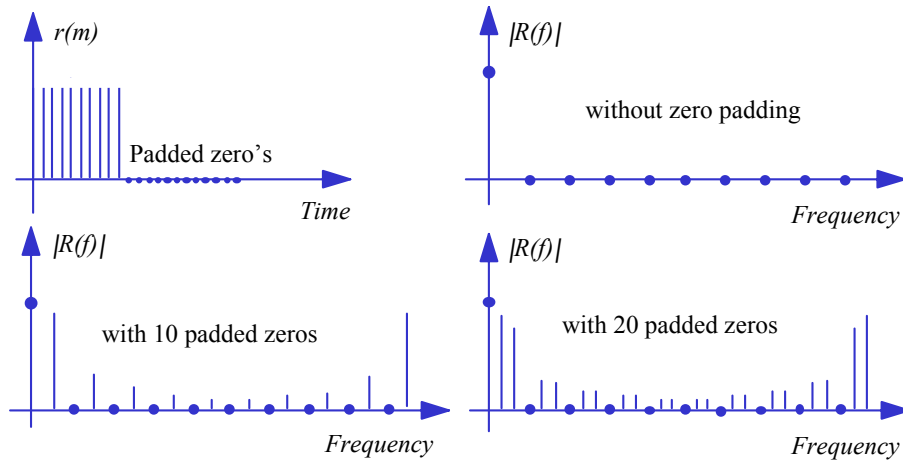 r(m)
Padded zero's
Time
|R(f)|
without zero padding
Frequency
|R(f)|
with 10 padded zeros
Frequency
|R(f)|
with 20 padded zeros
Frequency